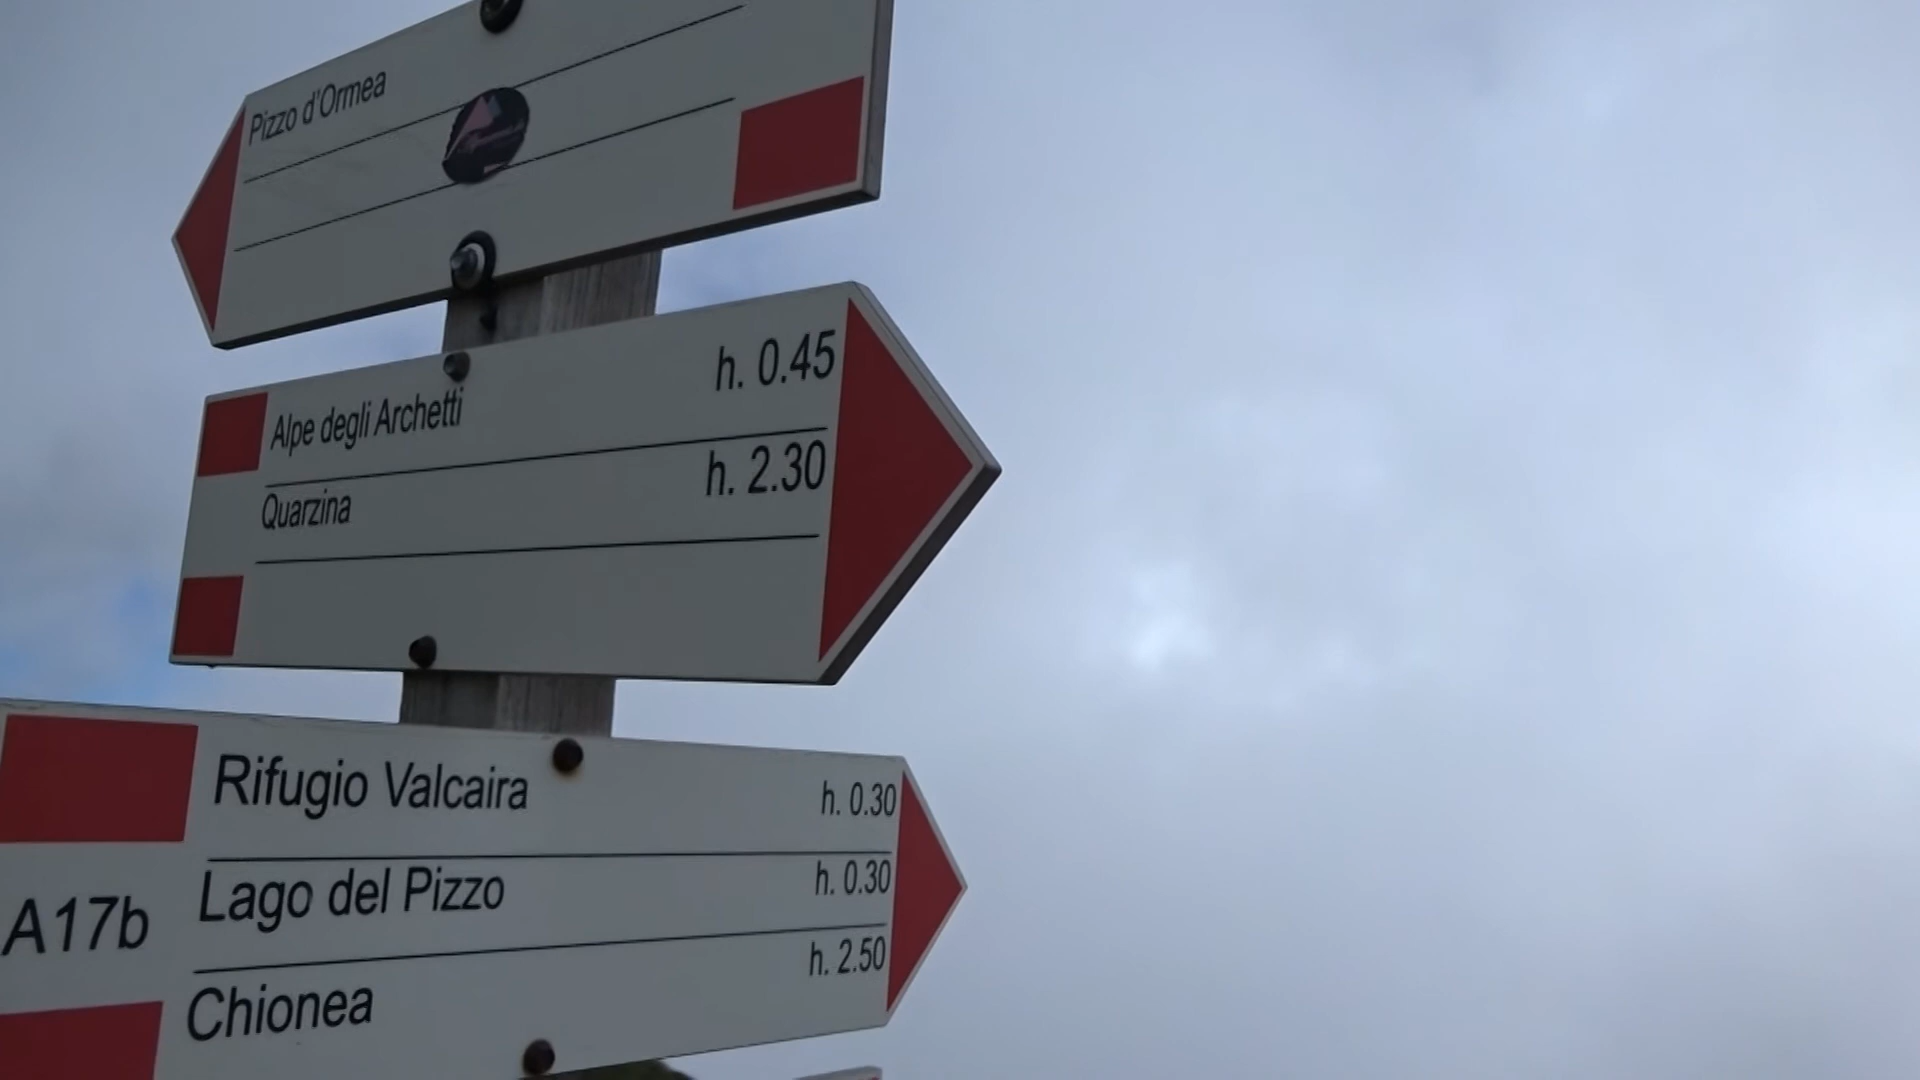 Pizzo d'Ormea
Alpe degli Archetti h. 0.45
Quarzina h. 2.30
Rifugio Valcaira h. 0.30
Lago del Pizzo h. 0.30
A17b
Chionea h. 2.50